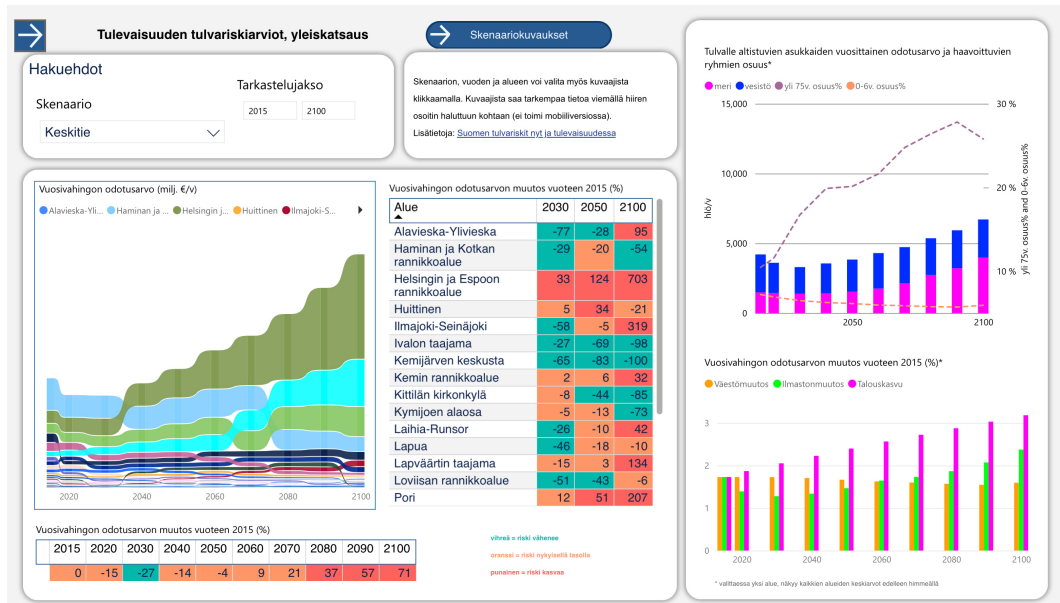 Tulevaisuuden tulvariskiarviot, yleiskatsaus
Skenaariokuvaukset
Hakuehdot
Skenaario
Keskitie
Tarkastelujakso
2015 2100
Skenaarion, vuoden ja alueen voi valita myös kuvaajista
klikkaamalla. Kuvaajista saa tarkempaa tietoa viemällä hiiren
osoitin haluttuun kohtaan (ei toimi mobiiliversiossa).
Lisätietoja: Suomen tulvariskit nyt ja tulevaisuudessa
Vuosivahingon odotusarvo (milj. €/v)
Alavieska-Yli... Haminan ja ... Helsingin j... Huittinen Ilmajoki-S...
2020 2040 2060 2080 2100
Vuosivahingon odotusarvon muutos vuoteen 2015 (%)
Alue 2030 2050 2100
Alavieska-Ylivieska -77 -28 95
Haminan ja Kotkan
rannikkoalue -29 -20 -54
Helsingin ja Espoon
rannikkoalue 33 124 703
Huittinen 5 34 -21
Ilmajoki-Seinäjoki -58 -5 319
Ivalon taajama -27 -69 -98
Kemijärven keskusta -65 -83 -100
Kemin rannikkoalue 2 6 32
Kittilän kirkonkylä -8 -44 -85
Kymijoen alaosa -5 -13 -73
Laihia-Runsor -26 -10 42
Lapua -46 -18 -10
Lapväärtin taajama -15 3 134
Loviisan rannikkoalue -51 -43 -6
Pori 12 51 207
Vuosivahingon odotusarvon muutos vuoteen 2015 (%)
2015 2020 2030 2040 2050 2060 2070 2080 2090 2100
0 -15 -27 -14 -4 9 21 37 57 71
vihreä = riski vähenee
oranssi = riski nykyisellä tasolla
punainen = riski kasvaa
Tulvalle altistuvien asukkaiden vuosittainen odotusarvo ja haavoittuvien
ryhmien osuus*
meri vesistö yli 75v. osuus% 0-6v. osuus%
15,000 30 %
10,000 20 %
5,000 10 %
0
hlö/v
yli 75v. osuus% and 0-6v. osuus%
2050 2100
Vuosivahingon odotusarvon muutos vuoteen 2015 (%)*
Väestömuutos Ilmastonmuutos Talouskasvu
3
2
1
0
2020 2040 2060 2080 2100
* valittaessa yksi alue, näkyy kaikkien alueiden keskiarvot edelleen himmeällä